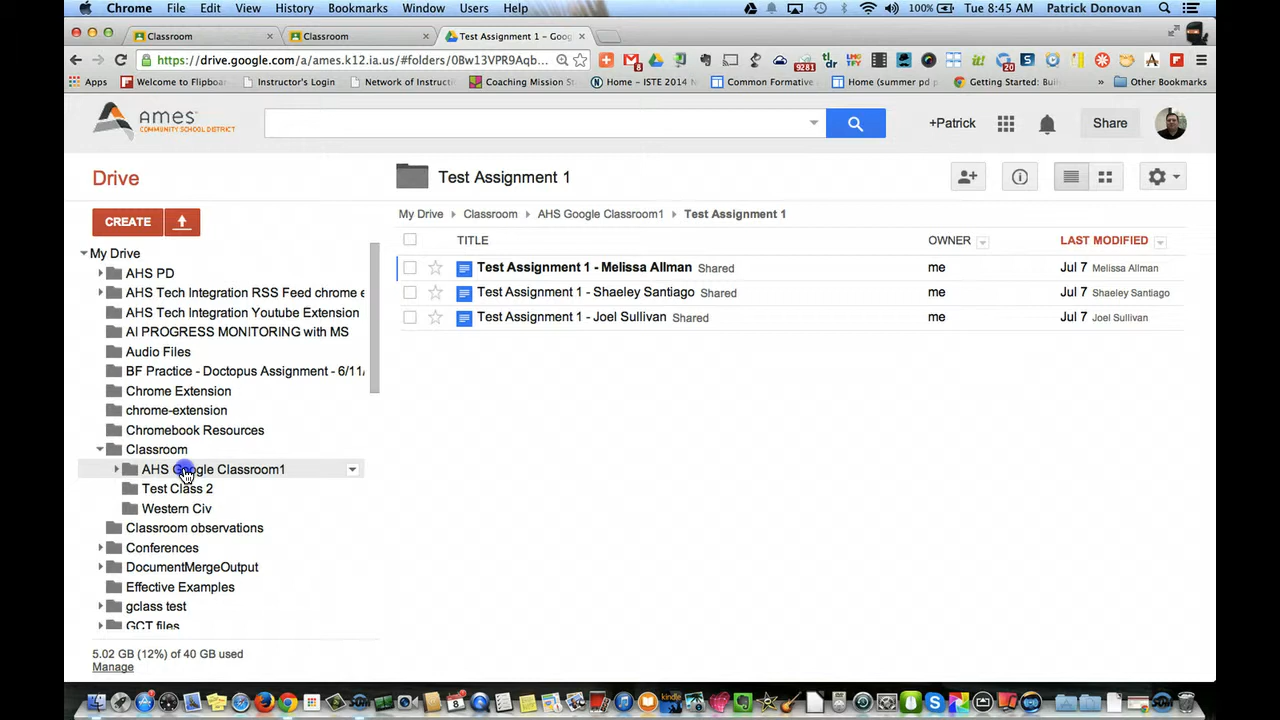 Chrome File Edit View History Bookmarks Window Users Help 100% Tue 8:45 AM Patrick Donovan
Classroom Classroom Test Assignment 1 - Goog
https://drive.google.com/a/ames.k12.ia.us/#folders/0Bw13VPR9Aqb...
Apps Welcome to Flipboar Instructor's Login Network of Instruct Coaching Mission St Home - ISTE 2014 N Common Formative Home (summer pd p Getting Started: Buil » Other Bookmarks
AMES
COMMUNITY SCHOOL DISTRICT
+Patrick Share
Drive
Test Assignment 1
CREATE
My Drive Classroom AHS Google Classroom1 Test Assignment 1
TITLE OWNER LAST MODIFIED
Test Assignment 1 - Melissa Allman Shared me Jul 7 Melissa Allman
Test Assignment 1 - Shaeley Santiago Shared me Jul 7 Shaeley Santiago
Test Assignment 1 - Joel Sullivan Shared me Jul 7 Joel Sullivan
My Drive
AHS PD
AHS Tech Integration RSS Feed chrome e
AHS Tech Integration Youtube Extension
AI PROGRESS MONITORING with MS
Audio Files
BF Practice - Doctopus Assignment - 6/11/
Chrome Extension
chrome-extension
Chromebook Resources
Classroom
AHS Google Classroom1
Test Class 2
Western Civ
Classroom observations
Conferences
DocumentMergeOutput
Effective Examples
gclass test
GCT files
5.02 GB (12%) of 40 GB used
Manage